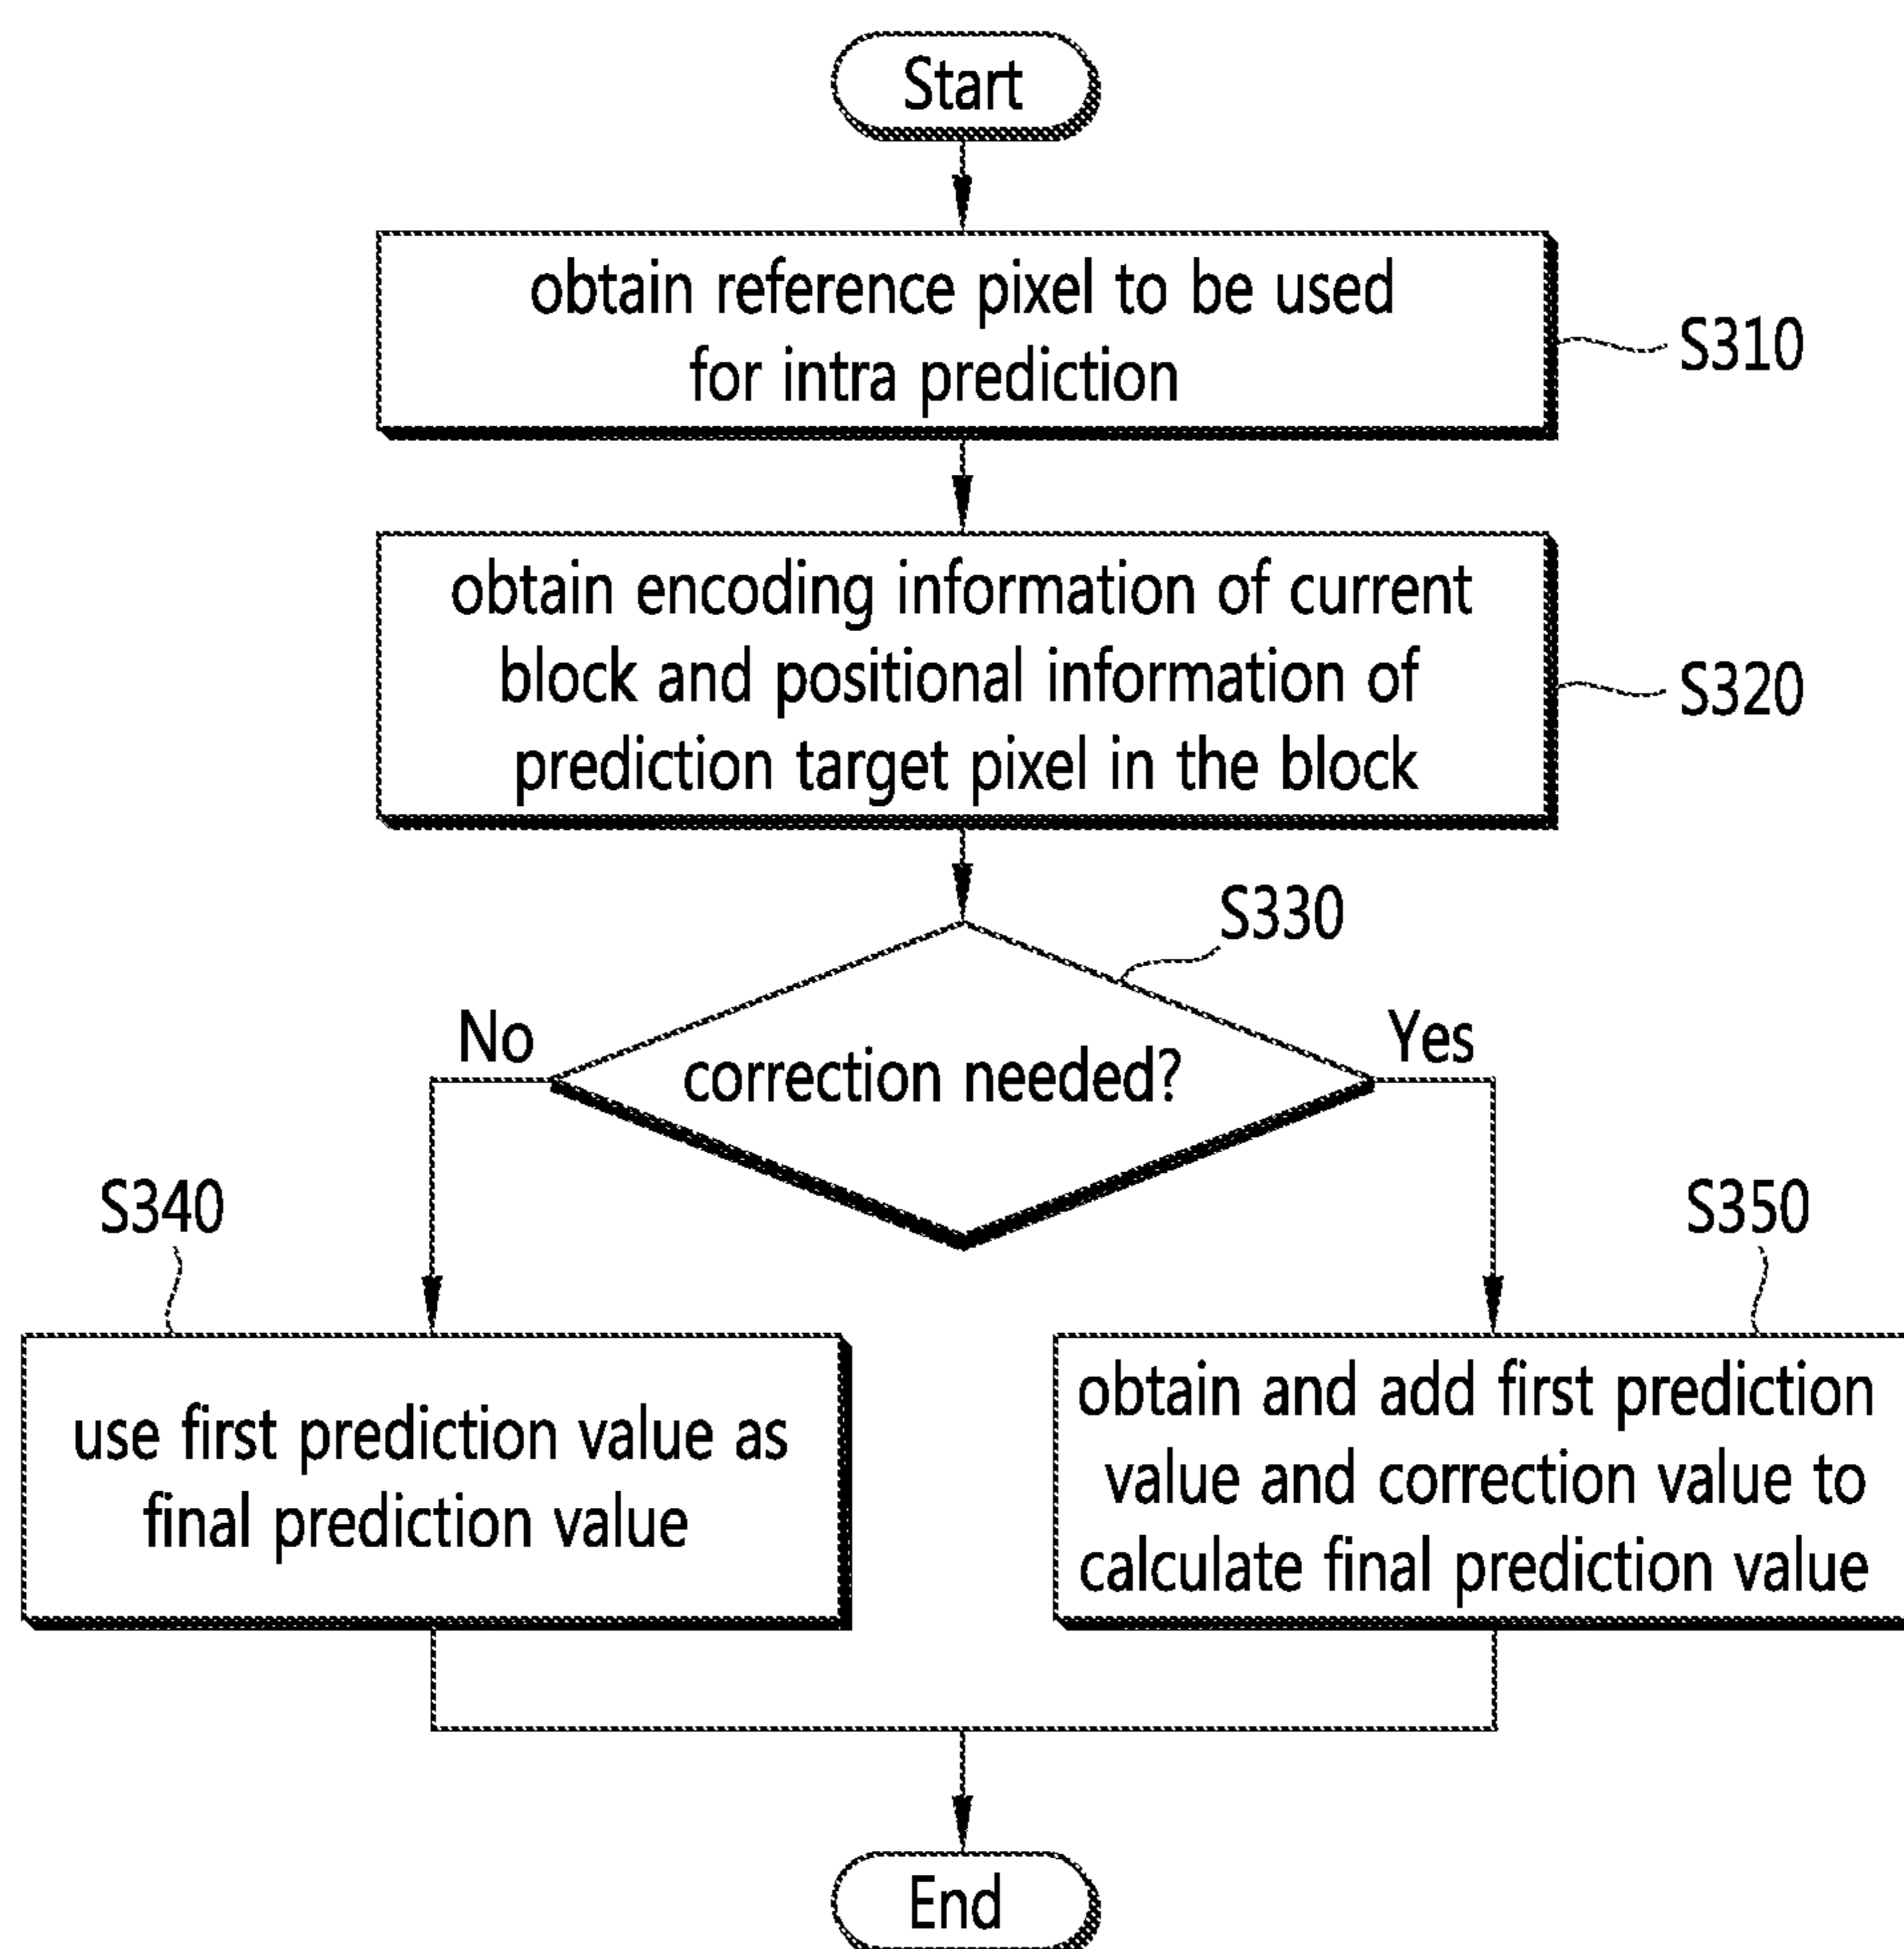 Start
obtain reference pixel to be used
for intra prediction
S310
obtain encoding information of current
block and positional information of
prediction target pixel in the block
S320
S330
correction needed?
No
Yes
S340
use first prediction value as
final prediction value
S350
obtain and add first prediction
value and correction value to
calculate final prediction value
End